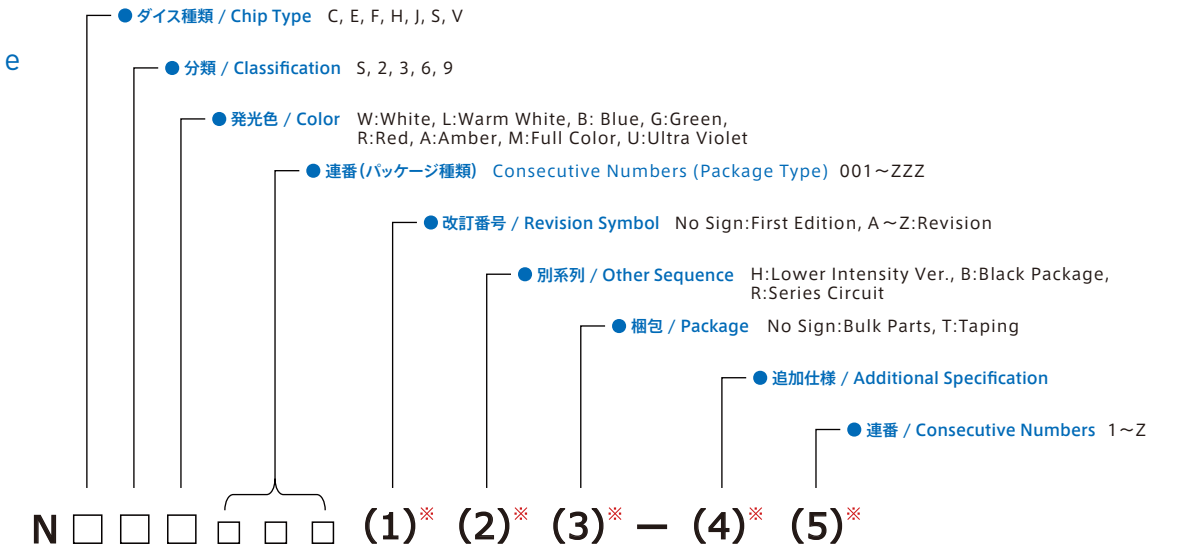 ● ダイス種類 / Chip Type C, E, F, H, J, S, V
e
● 分類 / Classification S, 2, 3, 6, 9
● 発光色 / Color W:White, L:Warm White, B: Blue, G:Green,
R:Red, A:Amber, M:Full Color, U:Ultra Violet
● 連番(パッケージ種類) Consecutive Numbers (Package Type) 001～ZZZ
● 改訂番号 / Revision Symbol No Sign:First Edition, A～Z:Revision
● 別系列 / Other Sequence H:Lower Intensity Ver., B:Black Package,
R:Series Circuit
● 梱包 / Package No Sign:Bulk Parts, T:Taping
● 追加仕様 / Additional Specification
● 連番 / Consecutive Numbers 1～Z
N □ □ □ □ □ □ (1)※ (2)※ (3)※ － (4)※ (5)※